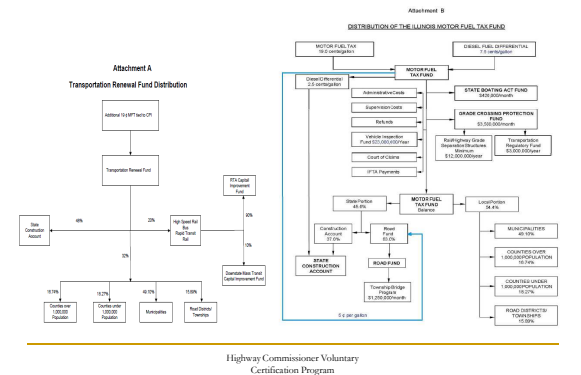 Attachment A
Transportation Renewal Fund Distribution
Additional 19 ¢ MFT tied to CPI
Transportation Renewal Fund
RTA Capital
Improvement
Fund
State
Construction
Account
48%
20%
High Speed Rail
Bus
Rapid Transit
Rail
90%
10%
32%
Downstate Mass Transit
Capital Improvement Fund
16.74%
18.27%
49.10%
15.89%
Counties over
1,000,000
Population
Counties under
1,000,000
Population
Municipalities
Road Districts/
Townships
Attachment B
DISTRIBUTION OF THE ILLINOIS MOTOR FUEL TAX FUND
MOTOR FUEL TAX
19.0 cents/gallon
DIESEL FUEL DIFFERENTIAL
7.5 cents/gallon
MOTOR FUEL
TAX FUND
Diesel Differential
2.5 cents/gallon
Administrative Costs
Supervision Costs
Refunds
Vehicle Inspection
Fund $23,000,000/Year
Court of Claims
IFTA Payments
STATE BOATING ACT FUND
$420,000/month
GRADE CROSSING PROTECTION
FUND
$3,500,000/month
Rail/Highway Grade
Separation Structures
Minimum
$12,000,000/year
Transportation
Regulatory Fund
$3,000,000/year
MOTOR FUEL
TAX FUND
Balance
State Portion
45.6%
Local Portion
54.4%
Construction
Account
37.0%
Road
Fund
63.0%
STATE
CONSTRUCTION
ACCOUNT
ROAD FUND
Township Bridge
Program
$1,250,000/month
5 ¢ per gallon
MUNICIPALITIES
49.10%
COUNTIES OVER
1,000,000 POPULATION
16.74%
COUNTIES UNDER
1,000,000 POPULATION
18.27%
ROAD DISTRICTS/
TOWNSHIPS
15.89%
Highway Commissioner Voluntary
Certification Program